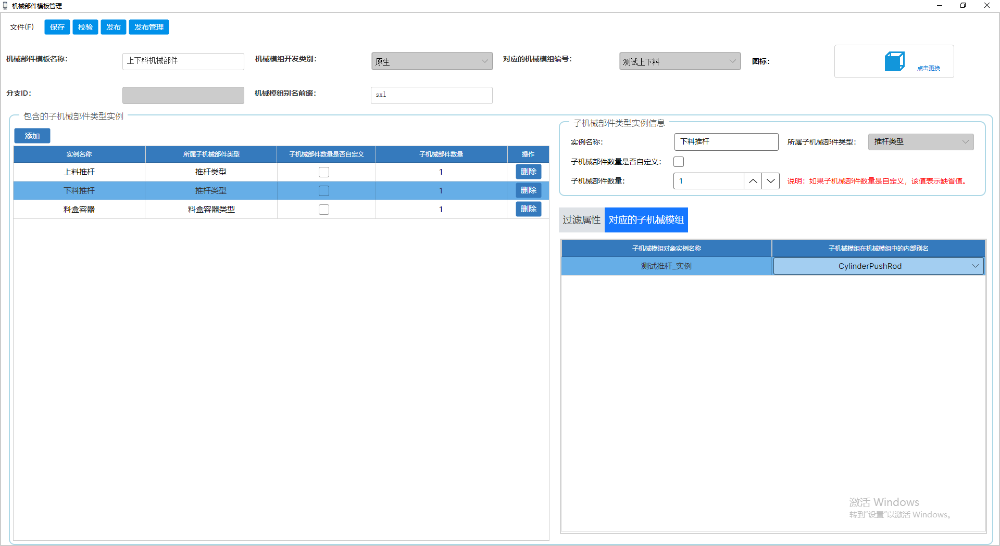 机械部件模板管理
文件(F) 保存 校验 发布 发布管理
机械部件模板名称： 上下料机械部件 机械模组开发类别： 原生 对应的机械模组编号： 测试上下料 图标： 点击更换
分支ID： 机械模组别名前缀： sxl
包含的子机械部件类型实例
添加
实例名称 所属子机械部件类型 子机械部件数量是否自定义 子机械部件数量 操作
上料推杆 推杆类型 1 删除
下料推杆 推杆类型 1 删除
料盒容器 料盒容器类型 1 删除
子机械部件类型实例信息
实例名称： 下料推杆 所属子机械部件类型： 推杆类型
子机械部件数量是否自定义：
子机械部件数量： 1 说明：如果子机械部件数量是自定义，该值表示缺省值。
过滤属性 对应的子机械模组
子机械模组对象实例名称 子机械模组在机械模组中的内部别名
测试推杆_实例 CylinderPushRod
激活 Windows
转到“设置”以激活 Windows。